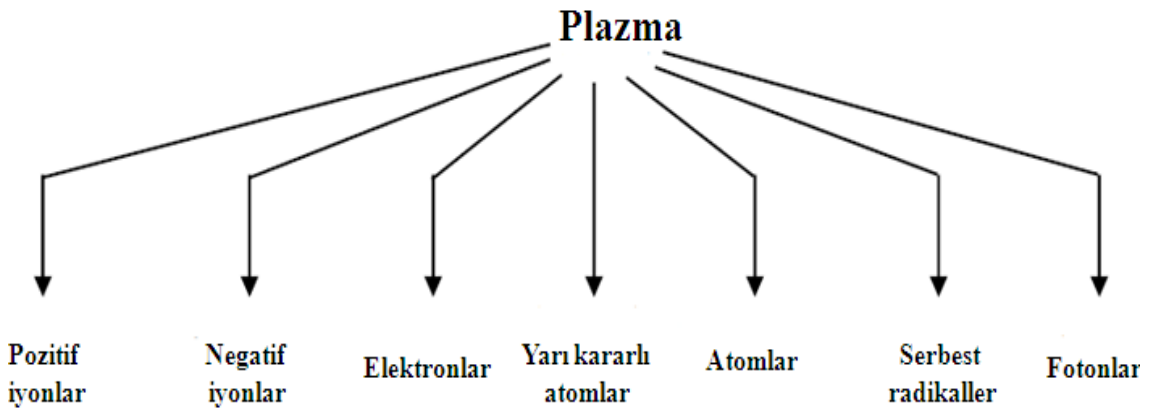 Plazma
Pozitif
iyonlar
Negatif
iyonlar
Elektronlar
Yarı kararlı
atomlar
Atomlar
Serbest
radikaller
Fotonlar